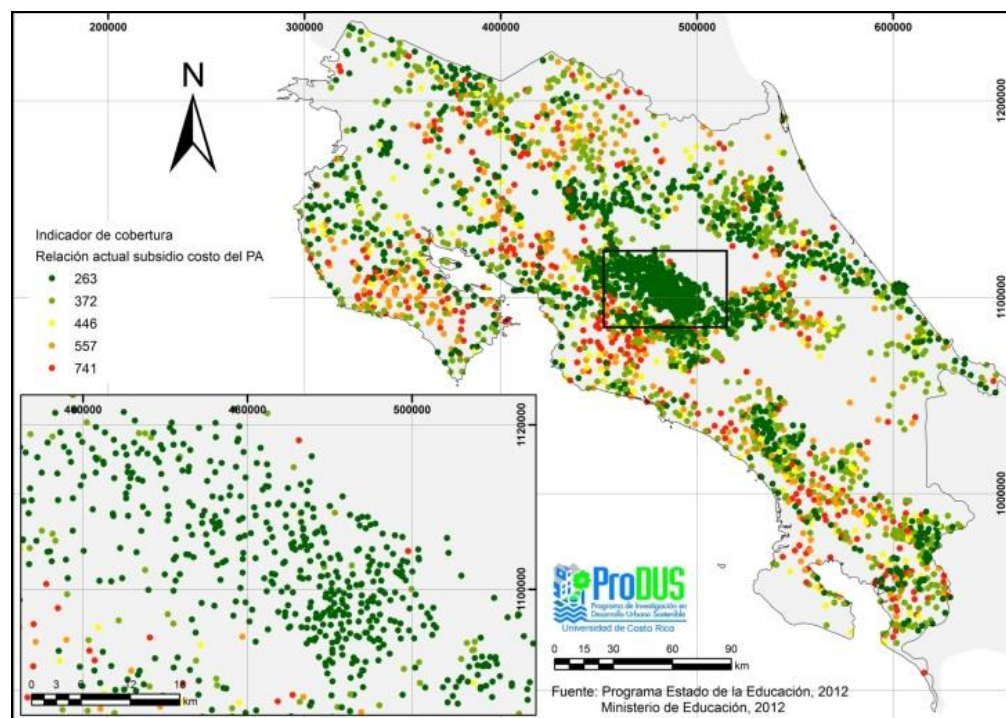 200000 300000 400000 500000 600000
N
1200000
1100000
1000000
Indicador de cobertura
Relación actual subsidio costo del PA
263
372
446
557
741
480000 500000
1120000
1100000
0 3 6 12 18
km
ProDUS
Programa de Investigación en
Desarrollo Urbano Sostenible
Universidad de Costa Rica
0 15 30 60 90
km
Fuente: Programa Estado de la Educación, 2012
Ministerio de Educación, 2012